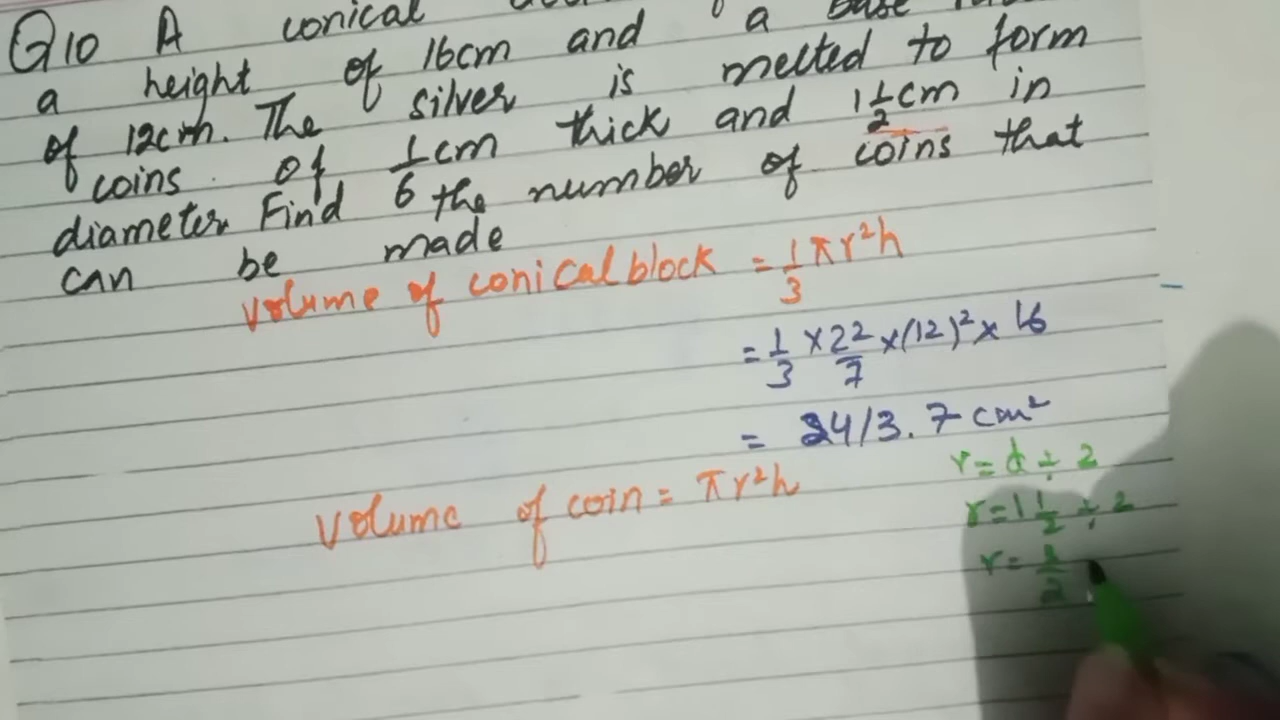 Q10 A conical a base
a height of 16cm and
of 12cm. The silver is melted to form
coins of 1/6 cm thick and 1 1/2 cm in
diameter. Find the number of coins that
can be made
volume of conical block = 1/3 πr²h
= 1/3 × 22/7 × (12)² × 16
= 2413.7 cm²
volume of coin = πr²h
r = d ÷ 2
r = 1 1/2 ÷ 2
r =